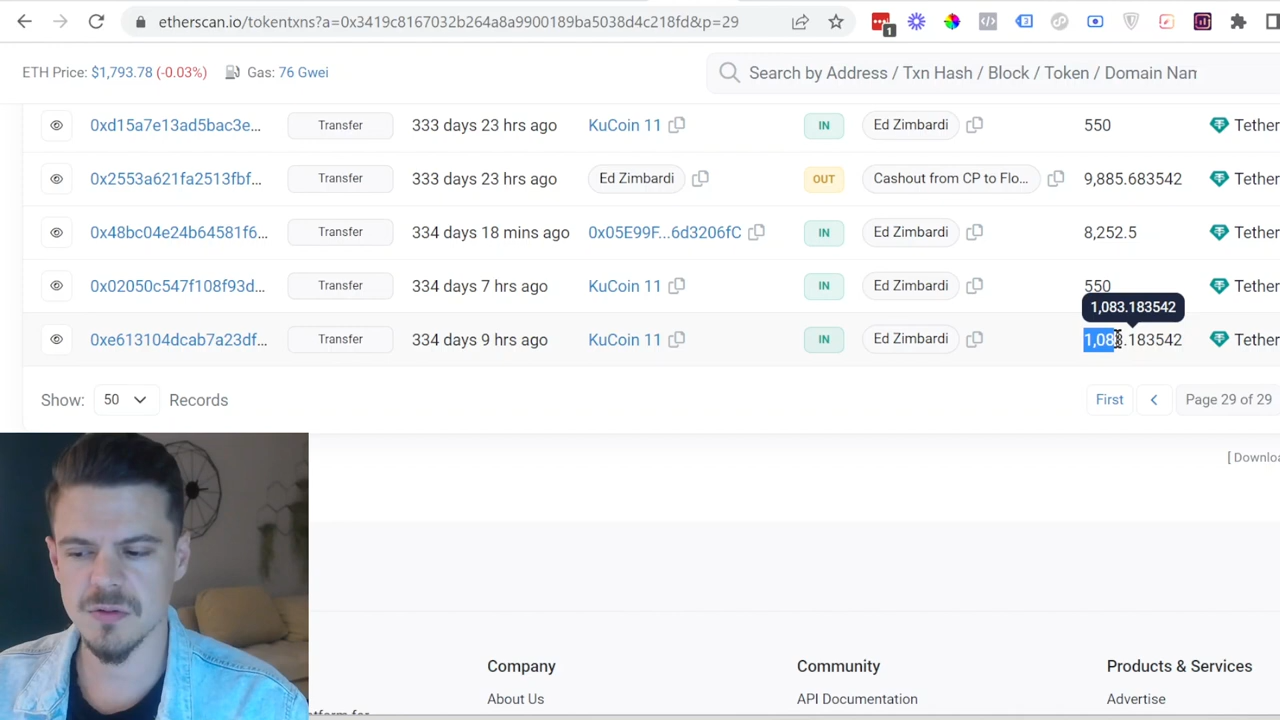 etherscan.io/tokentxns?a=0x3419c8167032b264a8a9900189ba5038d4c218fd&p=29
1
ETH Price: $1,793.78 (-0.03%) Gas: 76 Gwei
Search by Address / Txn Hash / Block / Token / Domain Nam
0xd15a7e13ad5bac3e... Transfer 333 days 23 hrs ago KuCoin 11 IN Ed Zimbardi 550 Tether
0x2553a621fa2513fbf... Transfer 333 days 23 hrs ago Ed Zimbardi OUT Cashout from CP to Flo... 9,885.683542 Tether
0x48bc04e24b64581f6... Transfer 334 days 18 mins ago 0x05E99F...6d3206fC IN Ed Zimbardi 8,252.5 Tether
0x02050c547f108f93d... Transfer 334 days 7 hrs ago KuCoin 11 IN Ed Zimbardi 550 Tether
1,083.183542
0xe613104dcab7a23df... Transfer 334 days 9 hrs ago KuCoin 11 IN Ed Zimbardi 1,083.183542 Tether
Show: 50 Records First Page 29 of 29
[ Downlo
Company Community Products & Services
About Us API Documentation Advertise